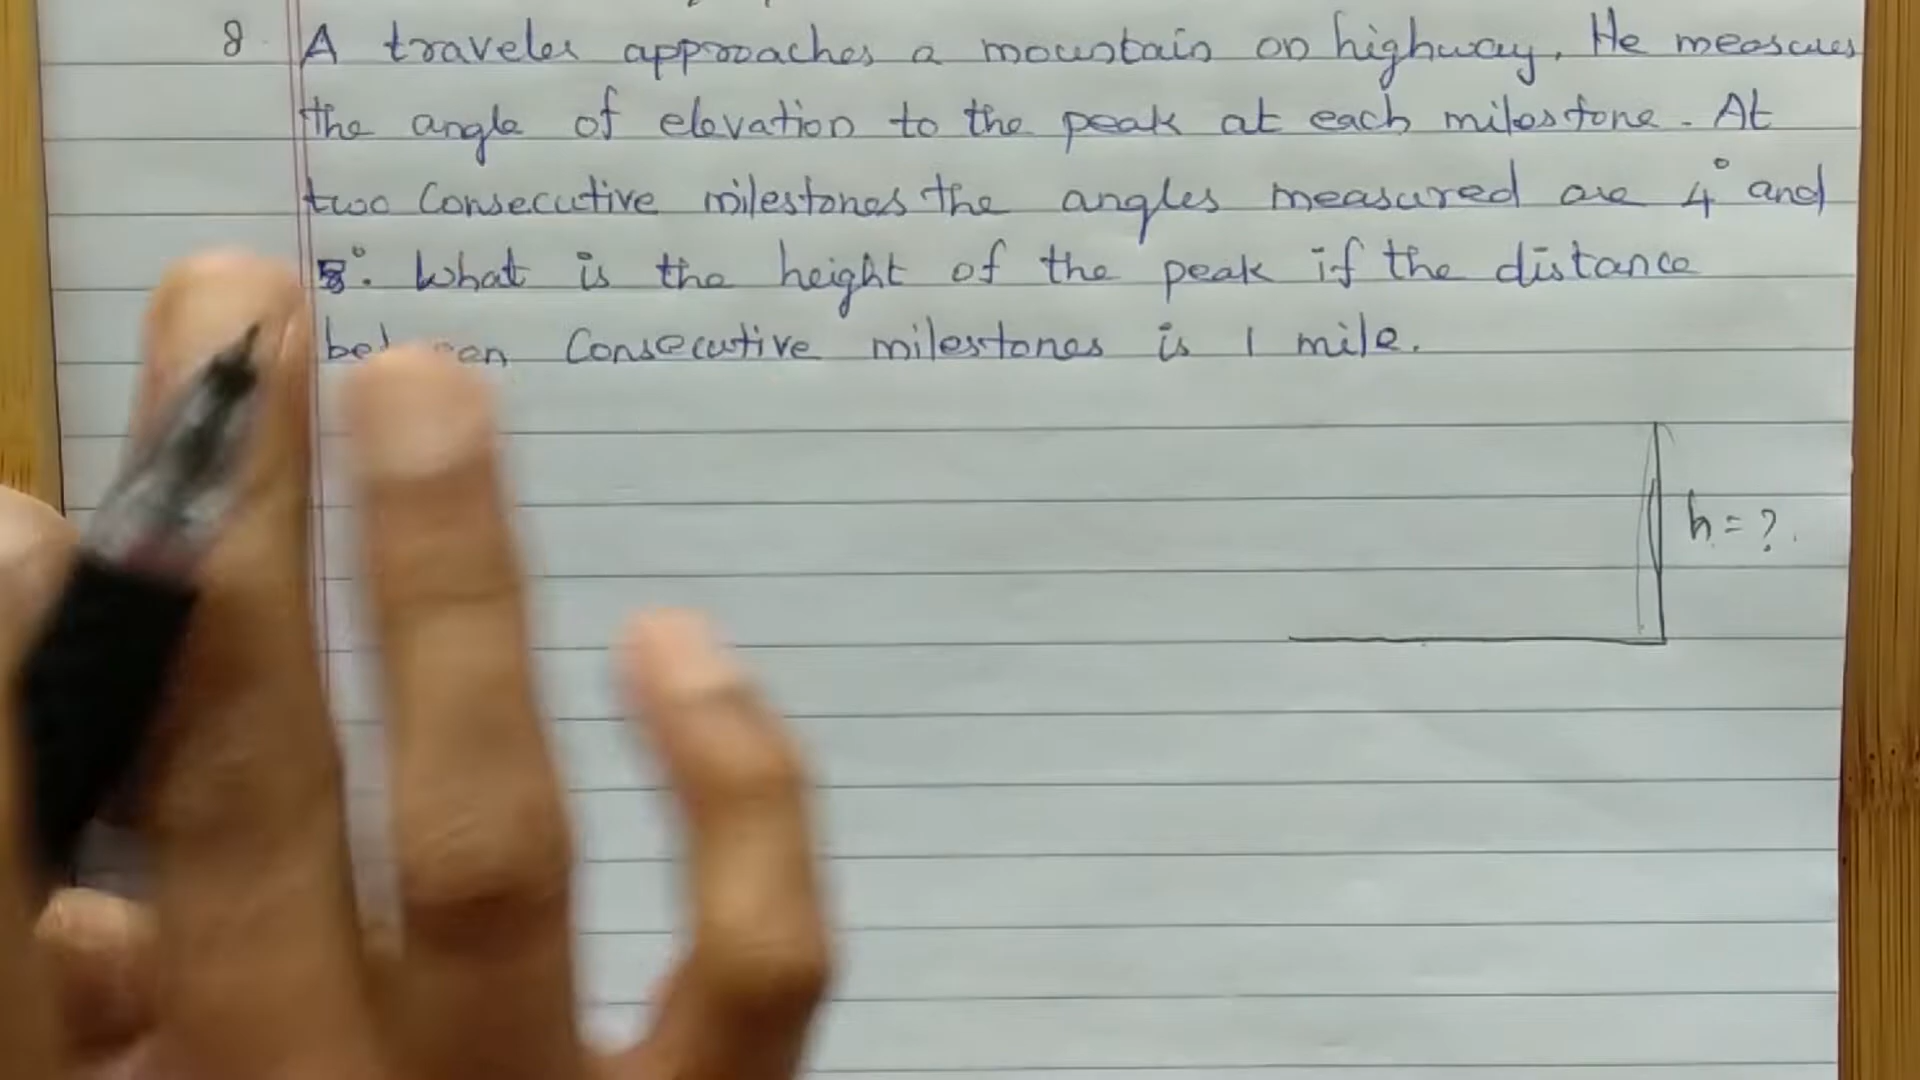 8. A traveler approaches a mountain on highway. He measures
the angle of elevation to the peak at each milestone. At
two consecutive milestones the angles measured are 4° and
What is the height of the peak if the distance
between consecutive milestones is 1 mile.
h = ?